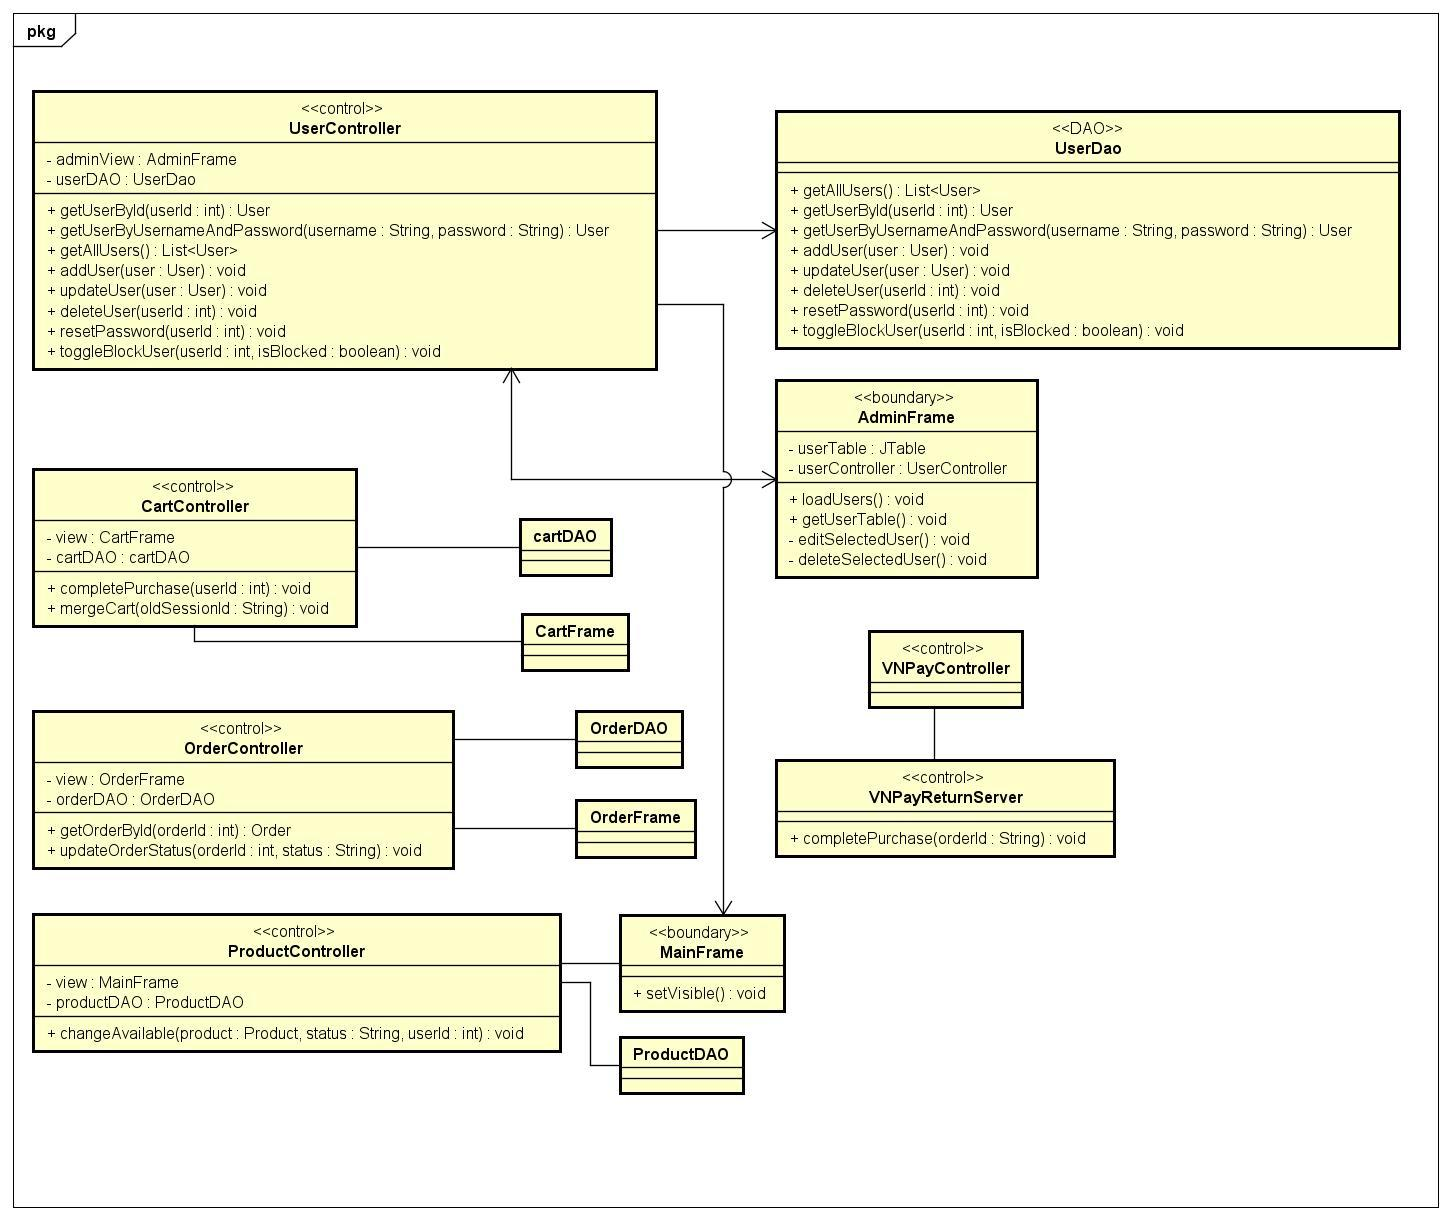 pkg
<<control>>
UserController
- adminView : AdminFrame
- userDAO : UserDao
+ getUserById(userId : int) : User
+ getUserByUsernameAndPassword(username : String, password : String) : User
+ getAllUsers() : List<User>
+ addUser(user : User) : void
+ updateUser(user : User) : void
+ deleteUser(userId : int) : void
+ resetPassword(userId : int) : void
+ toggleBlockUser(userId : int, isBlocked : boolean) : void
<<DAO>>
UserDao
+ getAllUsers() : List<User>
+ getUserById(userId : int) : User
+ getUserByUsernameAndPassword(username : String, password : String) : User
+ addUser(user : User) : void
+ updateUser(user : User) : void
+ deleteUser(userId : int) : void
+ resetPassword(userId : int) : void
+ toggleBlockUser(userId : int, isBlocked : boolean) : void
<<boundary>>
AdminFrame
- userTable : JTable
- userController : UserController
+ loadUsers() : void
+ getUserTable() : void
- editSelectedUser() : void
- deleteSelectedUser() : void
<<control>>
CartController
- view : CartFrame
- cartDAO : cartDAO
+ completePurchase(userId : int) : void
+ mergeCart(oldSessionId : String) : void
cartDAO
CartFrame
<<control>>
VNPayController
<<control>>
OrderController
- view : OrderFrame
- orderDAO : OrderDAO
+ getOrderById(orderId : int) : Order
+ updateOrderStatus(orderId : int, status : String) : void
OrderDAO
OrderFrame
<<control>>
VNPayReturnServer
+ completePurchase(orderId : String) : void
<<control>>
ProductController
- view : MainFrame
- productDAO : ProductDAO
+ changeAvailable(product : Product, status : String, userId : int) : void
<<boundary>>
MainFrame
+ setVisible() : void
ProductDAO